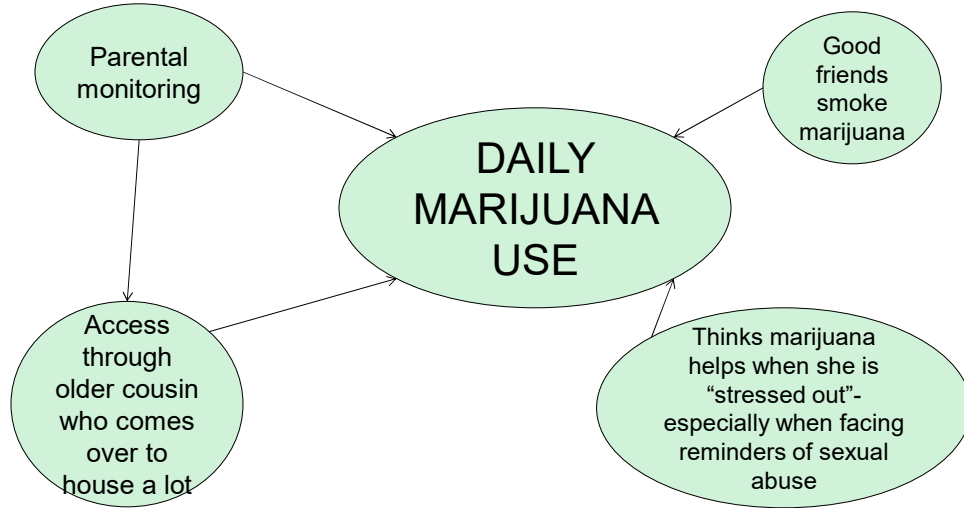 Parental
monitoring
Good
friends
smoke
marijuana
DAILY
MARIJUANA
USE
Access
through
older cousin
who comes
over to
house a lot
Thinks marijuana
helps when she is
“stressed out”-
especially when facing
reminders of sexual
abuse